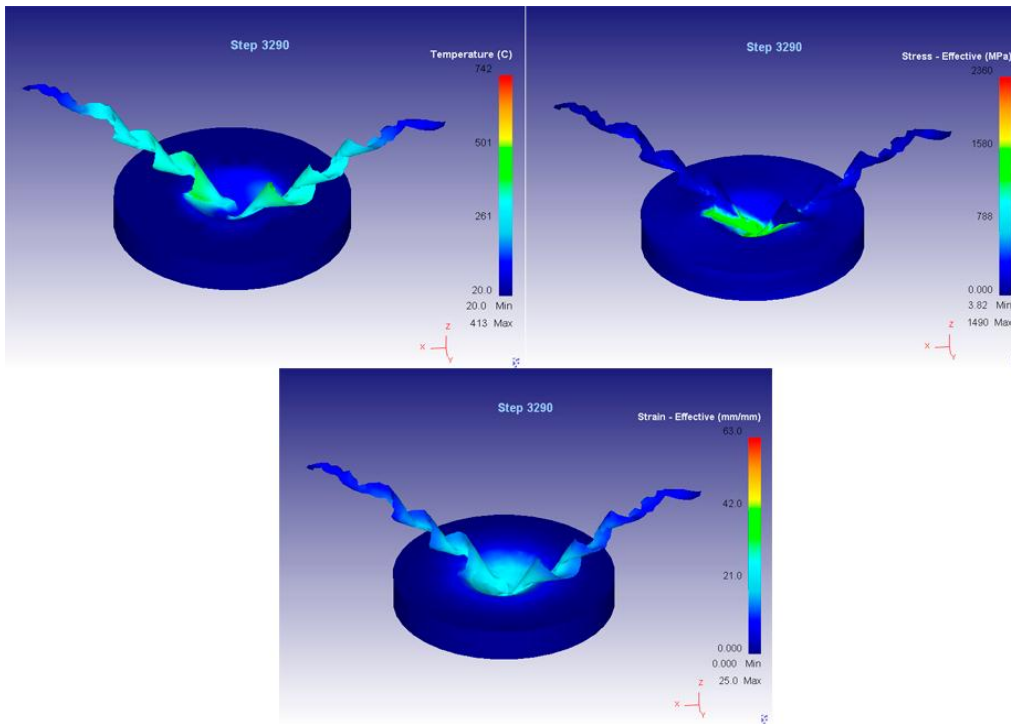 Step 3290
Temperature (C)
742
501
261
20.0
20.0 Min
413 Max
Z
X
Y
Step 3290
Stress - Effective (MPa)
2360
1580
788
0.000
3.82 Min
1490 Max
Z
X
Y
Step 3290
Strain - Effective (mm/mm)
63.0
42.0
21.0
0.000
0.000 Min
25.0 Max
Z
X
Y